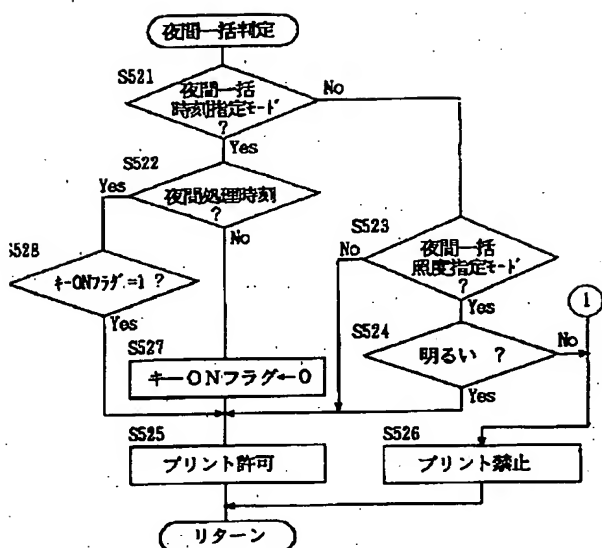 夜間一括判定
S521
夜間一括
時刻指定モード
?
No
Yes
S522
夜間処理時刻
?
Yes
No
S523
夜間一括
照度指定モード
?
No
Yes
528
キーONフラグ=1 ?
Yes
1
S524
明るい ?
No
Yes
S527
キーONフラグ←0
S525
プリント許可
S526
プリント禁止
リターン